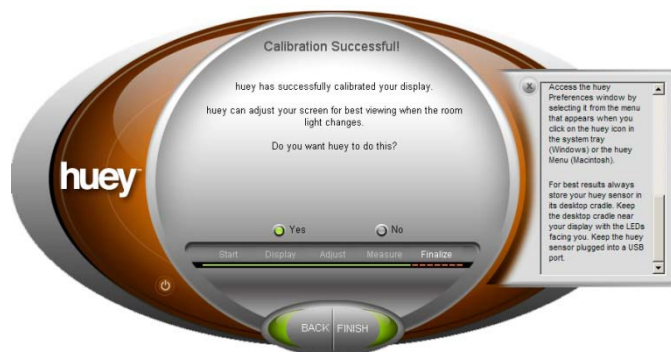 Calibration Successful!
huey has successfully calibrated your display.
huey can adjust your screen for best viewing when the room
light changes.
Do you want huey to do this?
huey™
Yes
No
Start Display Adjust Measure Finalize
BACK FINISH
Access the huey
Preferences window by
selecting it from the menu
that appears when you
click on the huey icon in
the system tray
(Windows) or the huey
Menu (Macintosh).
For best results always
store your huey sensor in
its desktop cradle. Keep
the desktop cradle near
your display with the LEDs
facing you. Keep the huey
sensor plugged into a USB
port.